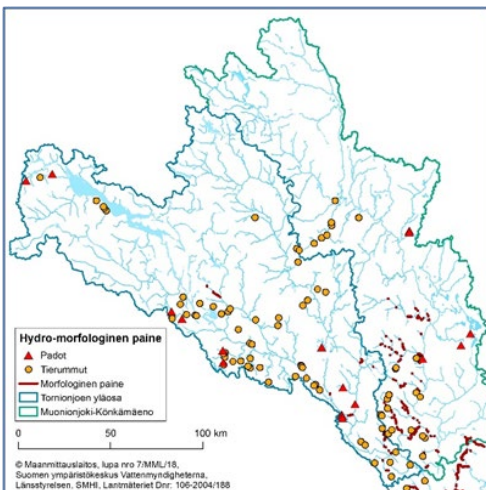 Hydro-morfologinen paine
Padot
Tierummut
Morfologinen paine
Tornionjoen yläosa
Muonionjoki-Könkämäeno
0 50 100 km
© Maanmittauslaitos, lupa nro 7/MML/18,
Suomen ympäristökeskus Vattenmyndigheterna,
Länsstyrelsen, SMHI, Lantmäteriet Dnr: 106-2004/188